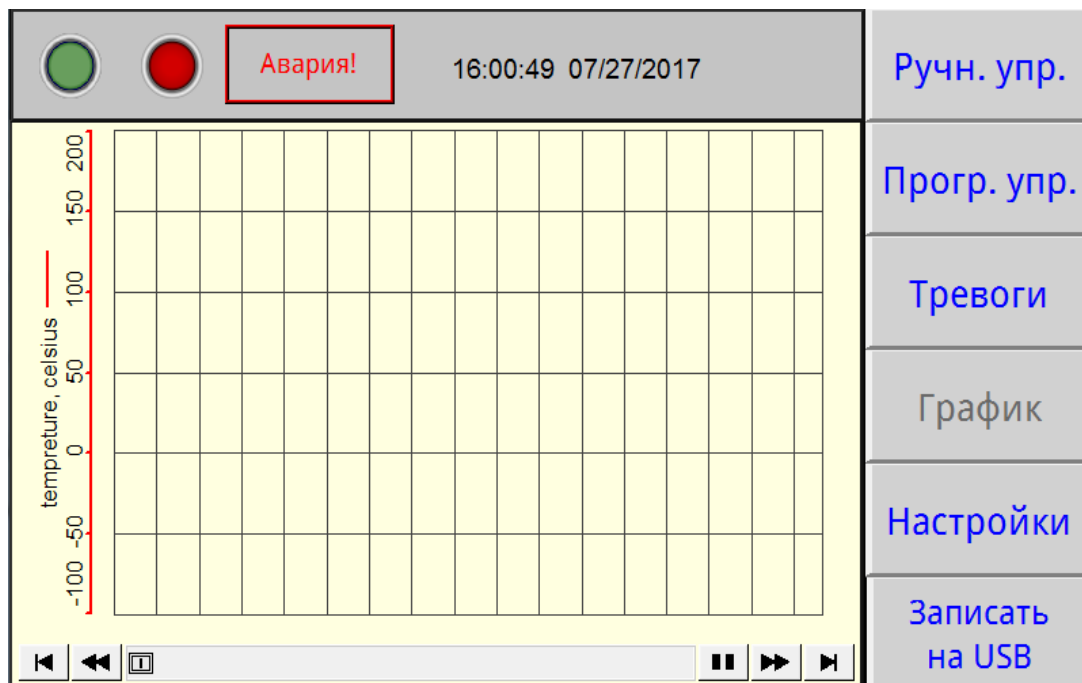 Авария!
16:00:49 07/27/2017
Ручн. упр.
Прогр. упр.
Тревоги
График
Настройки
Записать
на USB
200
150
100
50
0
-50
-100
tempreture, celsius